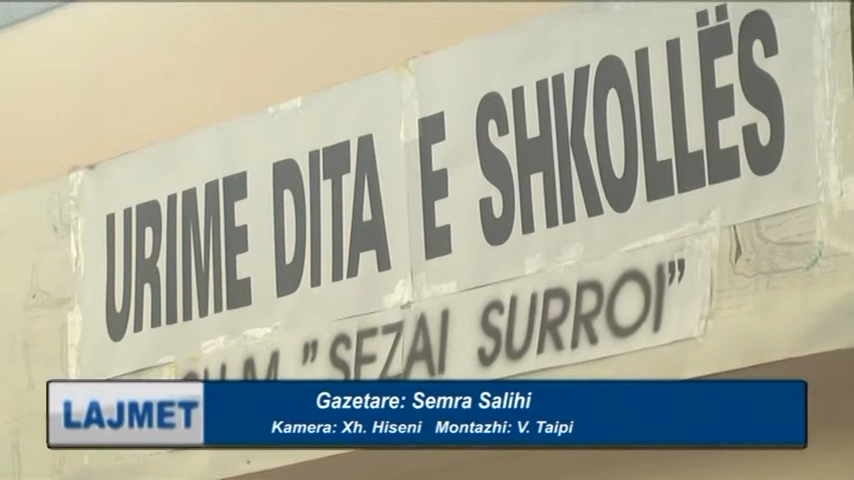 URIME DITA E SHKOLLËS
"SEZAI SURROI"
LAJMET
Gazetare: Semra Salihi
Kamera: Xh. Hiseni Montazhi: V. Taipi